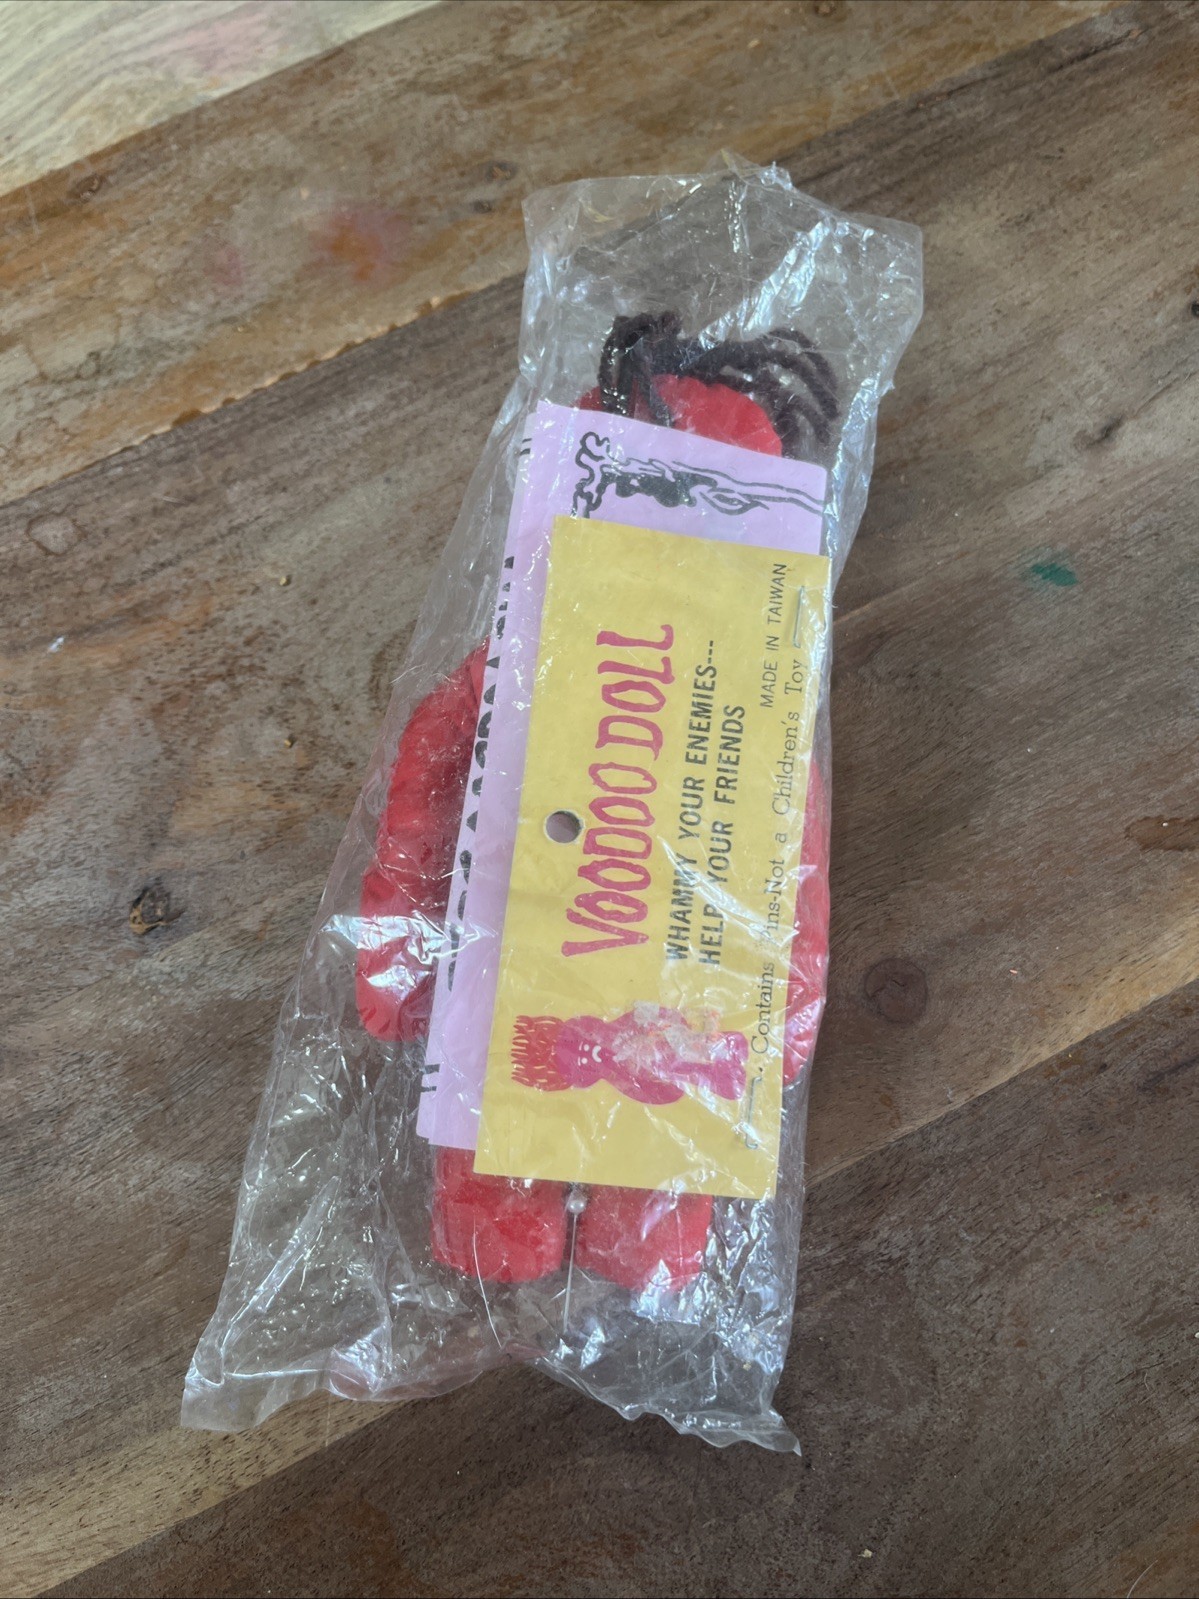 VOODOO DOLL
WHAMMY YOUR ENEMIES---
HELP YOUR FRIENDS
MADE IN TAIWAN
Contains Pins-Not a Children's Toy